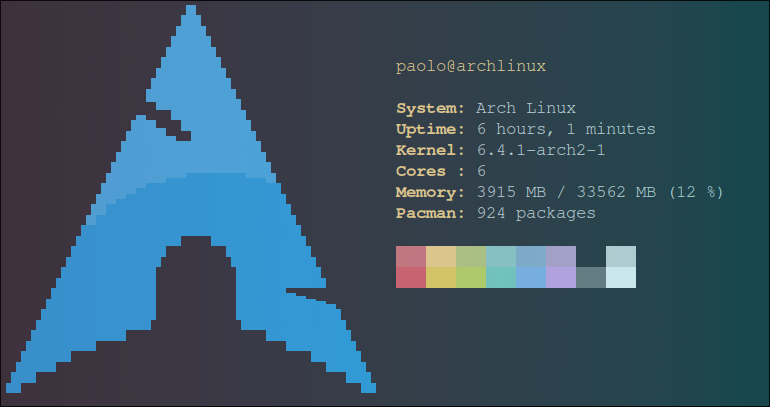 paolo@archlinux
System: Arch Linux
Uptime: 6 hours, 1 minutes
Kernel: 6.4.1-arch2-1
Cores : 6
Memory: 3915 MB / 33562 MB (12 %)
Pacman: 924 packages